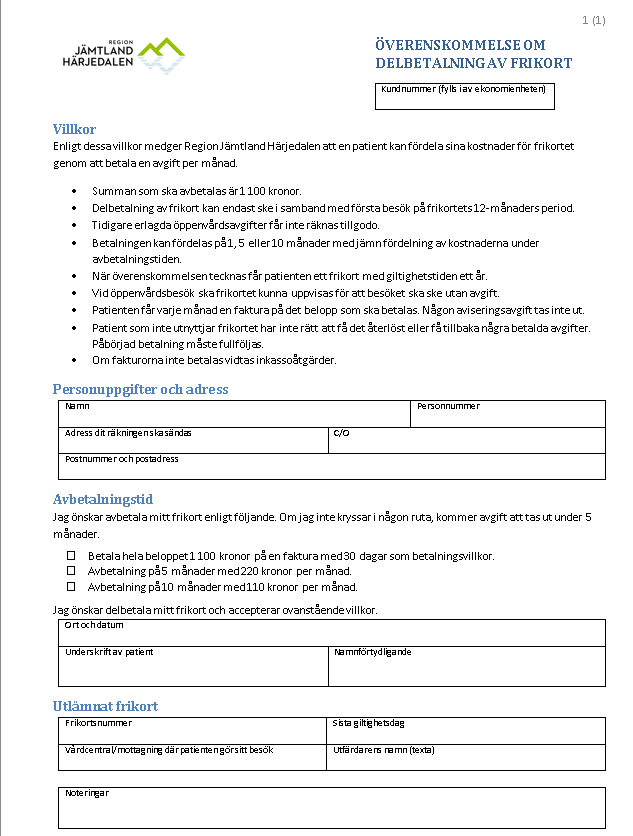 1 (1)
REGION
JÄMTLAND
HÄRJEDALEN
ÖVERENSKOMMELSE OM
DELBETALNING AV FRIKORT
Kundnummer (fylls i av ekonomienheten)
Villkor
Enligt dessa villkor medger Region Jämtland Härjedalen att en patient kan fördela sina kostnader för frikortet
genom att betala en avgift per månad.
• Summan som ska avbetalas är 1 100 kronor.
• Delbetalning av frikort kan endast ske i samband med första besök på frikortets 12-månaders period.
• Tidigare erlagda öppenvårdsavgifter får inte räknas tillgodo.
• Betalningen kan fördelas på 1, 5 eller 10 månader med jämn fördelning av kostnaderna under
avbetalningstiden.
• När överenskommelsen tecknas får patienten ett frikort med giltighetstiden ett år.
• Vid öppenvårdsbesök ska frikortet kunna uppvisas för att besöket ska ske utan avgift.
• Patienten får varje månad en faktura på det belopp som ska betalas. Någon aviseringsavgift tas inte ut.
• Patient som inte utnyttjar frikortet har inte rätt att få det återlöst eller få tillbaka några betalda avgifter.
Påbörjad betalning måste fullföljas.
• Om fakturorna inte betalas vidtas inkassoåtgärder.
Personuppgifter och adress
Namn Personnummer
Adress dit räkningen ska sändas C/O
Postnummer och postadress
Avbetalningstid
Jag önskar avbetala mitt frikort enligt följande. Om jag inte kryssar i någon ruta, kommer avgift att tas ut under 5
månader.
☐ Betala hela beloppet 1 100 kronor på en faktura med 30 dagar som betalningsvillkor.
☐ Avbetalning på 5 månader med 220 kronor per månad.
☐ Avbetalning på 10 månader med 110 kronor per månad.
Jag önskar delbetala mitt frikort och accepterar ovanstående villkor.
Ort och datum
Underskrift av patient Namnförtydligande
Utlämnat frikort
Frikortsnummer Sista giltighetsdag
Vårdcentral/mottagning där patienten gör sitt besök Utfärdarens namn (texta)
Noteringar